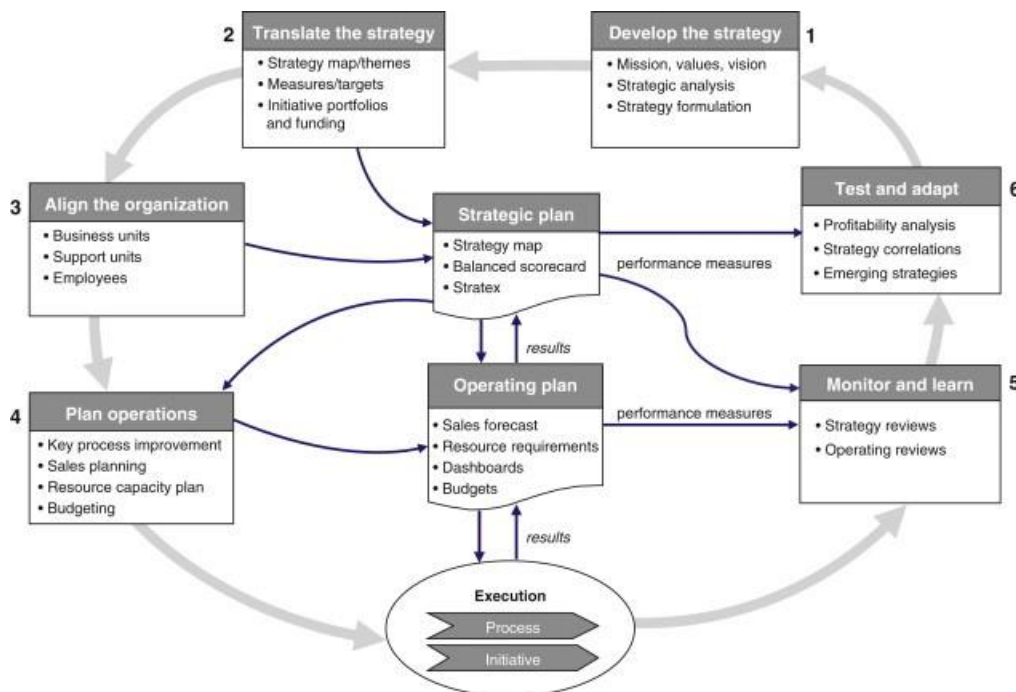 2
Translate the strategy
• Strategy map/themes
• Measures/targets
• Initiative portfolios
and funding
Develop the strategy
1
• Mission, values, vision
• Strategic analysis
• Strategy formulation
3
Align the organization
• Business units
• Support units
• Employees
Strategic plan
• Strategy map
• Balanced scorecard
• Stratex
performance measures
Test and adapt
6
• Profitability analysis
• Strategy correlations
• Emerging strategies
results
4
Plan operations
• Key process improvement
• Sales planning
• Resource capacity plan
• Budgeting
Operating plan
• Sales forecast
• Resource requirements
• Dashboards
• Budgets
performance measures
Monitor and learn
5
• Strategy reviews
• Operating reviews
results
Execution
Process
Initiative